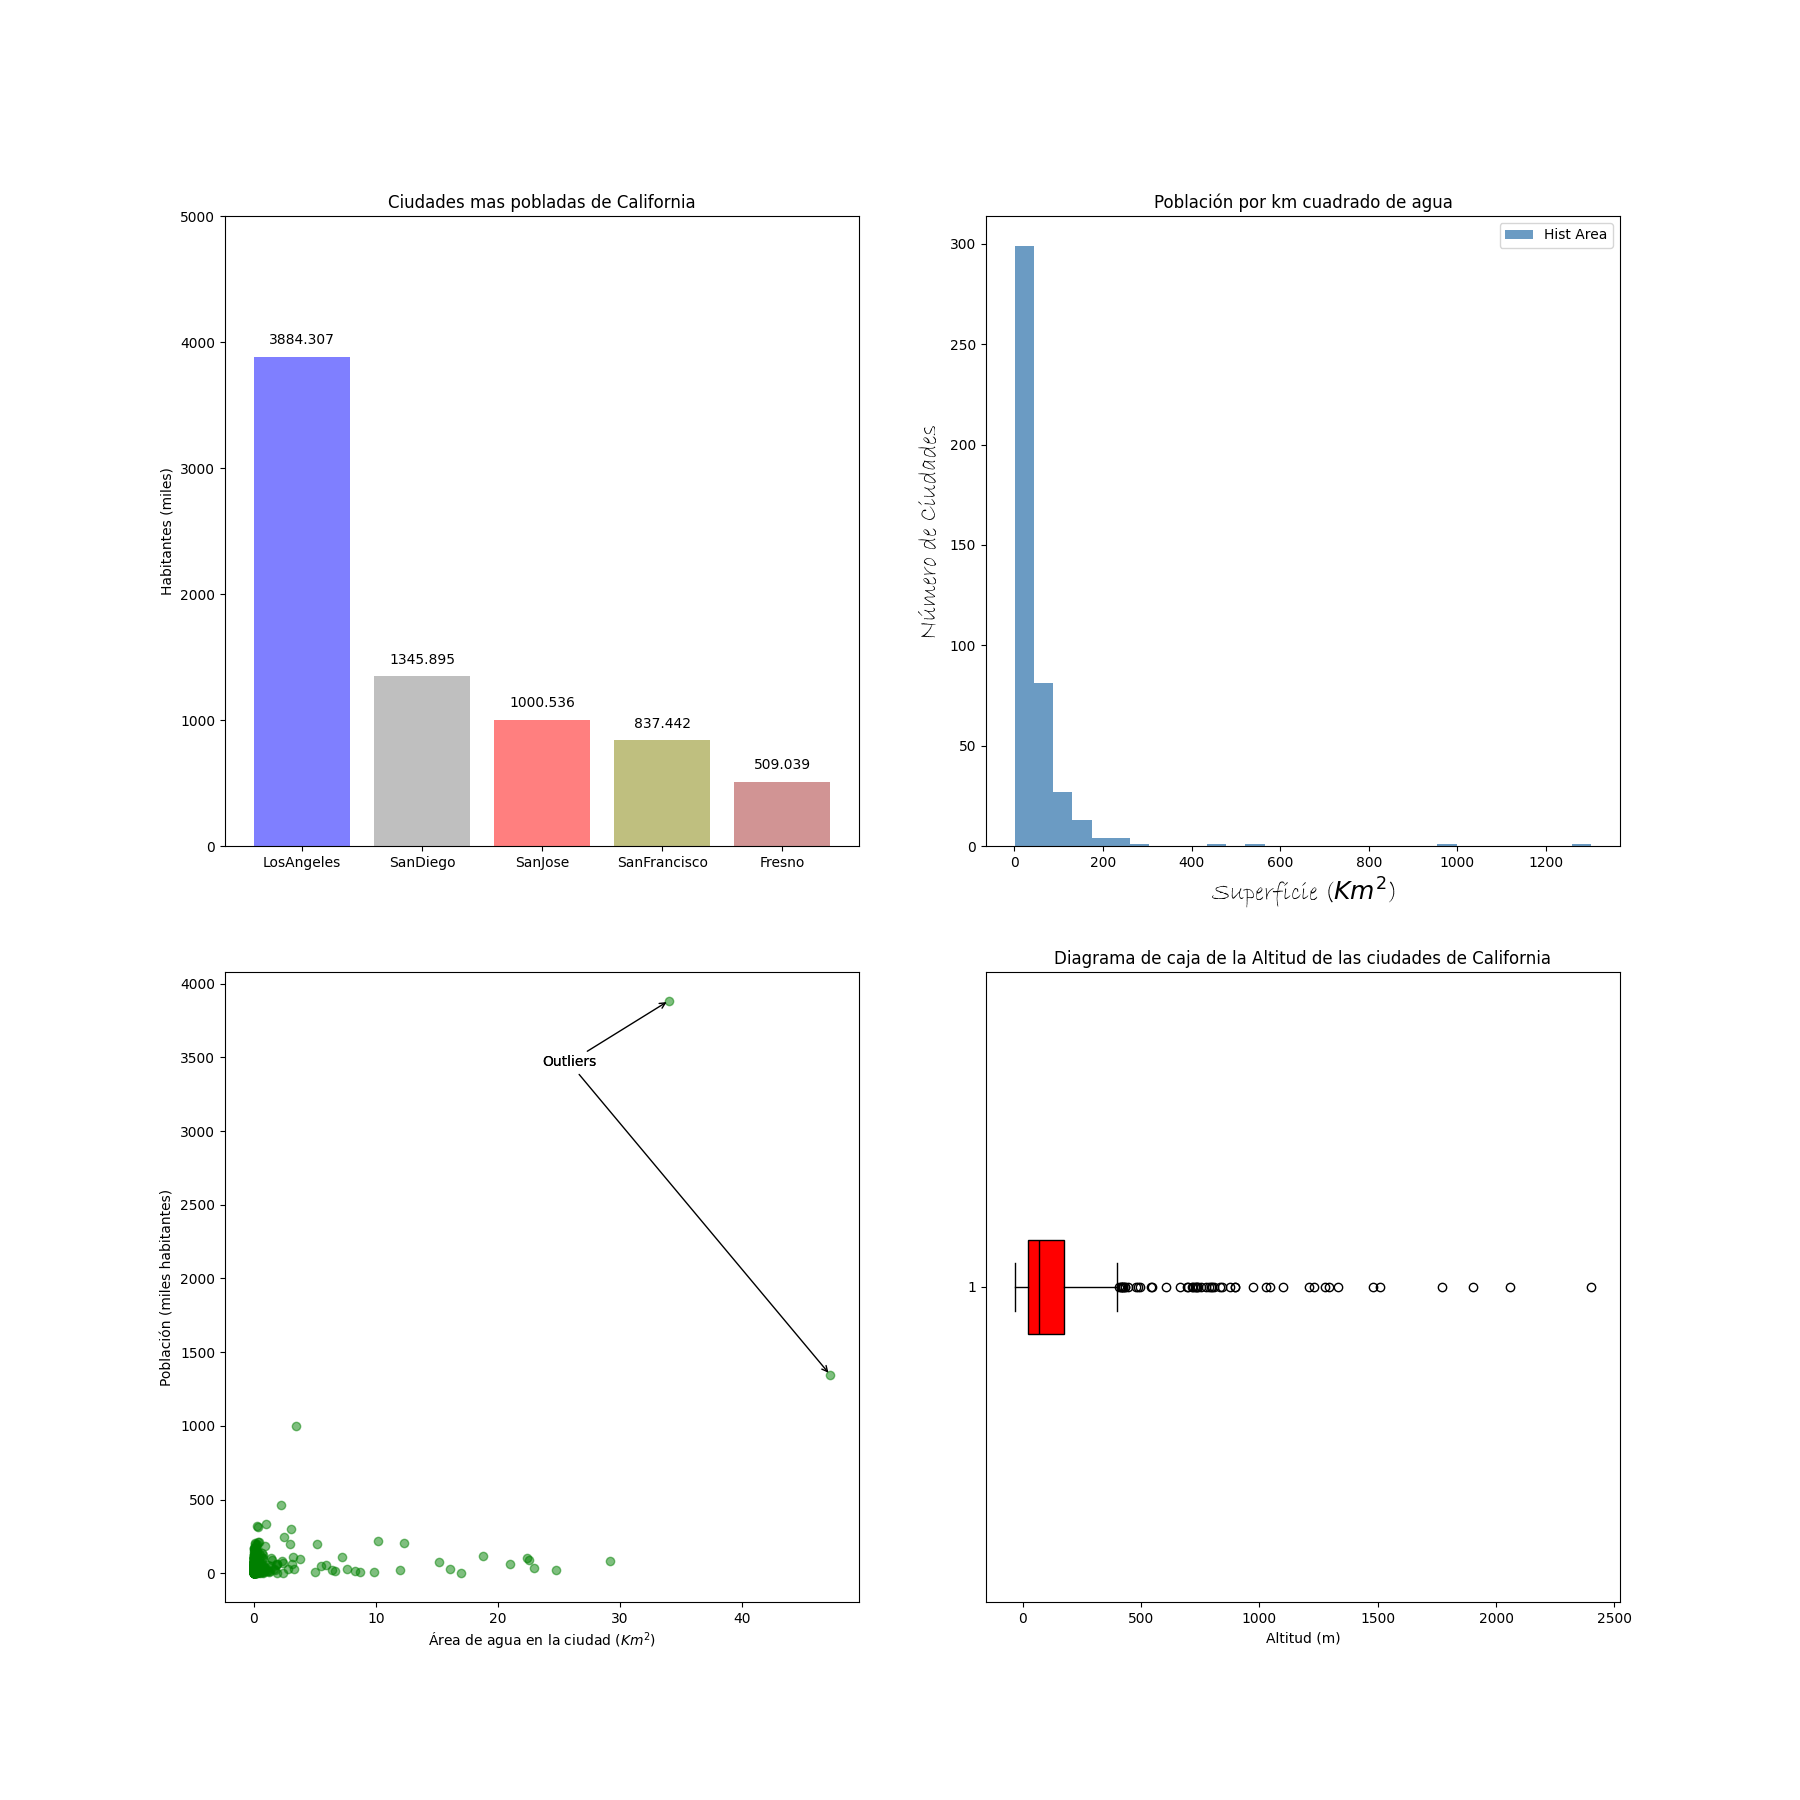 Ciudades mas pobladas de California
5000
4000
3000
2000
1000
0
Habitantes (miles)
3884.307
1345.895
1000.536
837.442
509.039
LosAngeles SanDiego SanJose SanFrancisco Fresno
Población por km cuadrado de agua
Hist Area
300
250
200
150
100
50
0
Número de Ciudades
0 200 400 600 800 1000 1200
Superficie (Km²)
4000
3500
3000
2500
2000
1500
1000
500
0
Población (miles habitantes)
Outliers
0 10 20 30 40
Área de agua en la ciudad (Km²)
Diagrama de caja de la Altitud de las ciudades de California
1
0 500 1000 1500 2000 2500
Altitud (m)